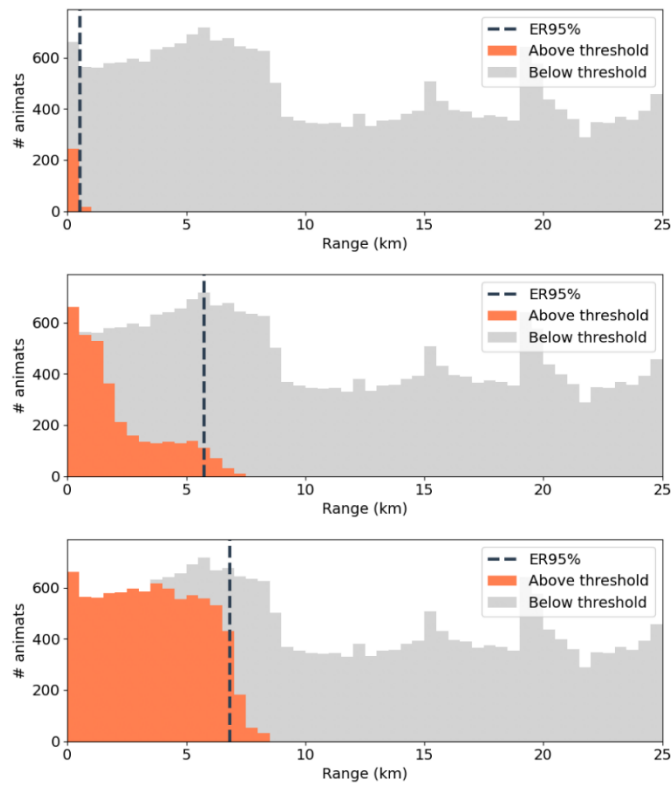 600
400
200
0
# animats
ER95%
Above threshold
Below threshold
0 5 10 15 20 25
Range (km)
600
400
200
0
# animats
ER95%
Above threshold
Below threshold
0 5 10 15 20 25
Range (km)
600
400
200
0
# animats
ER95%
Above threshold
Below threshold
0 5 10 15 20 25
Range (km)